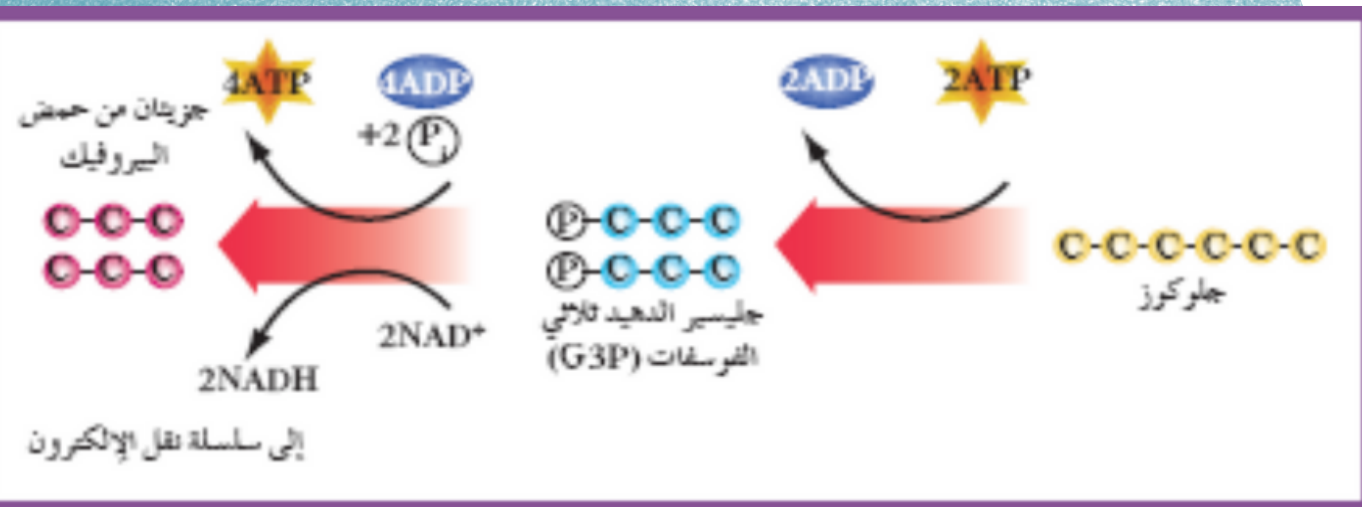 2ATP
2ADP
4ADP
+2 Pi
4ATP
جزيئان من حمض
البيروفيك
C-C-C-C-C-C
جلوكوز
P-C-C-C
P-C-C-C
جليسير الدهيد ثلاثي
الفوسفات (G3P)
C-C-C
C-C-C
2NAD+
2NADH
إلى سلسلة نقل الإلكترون